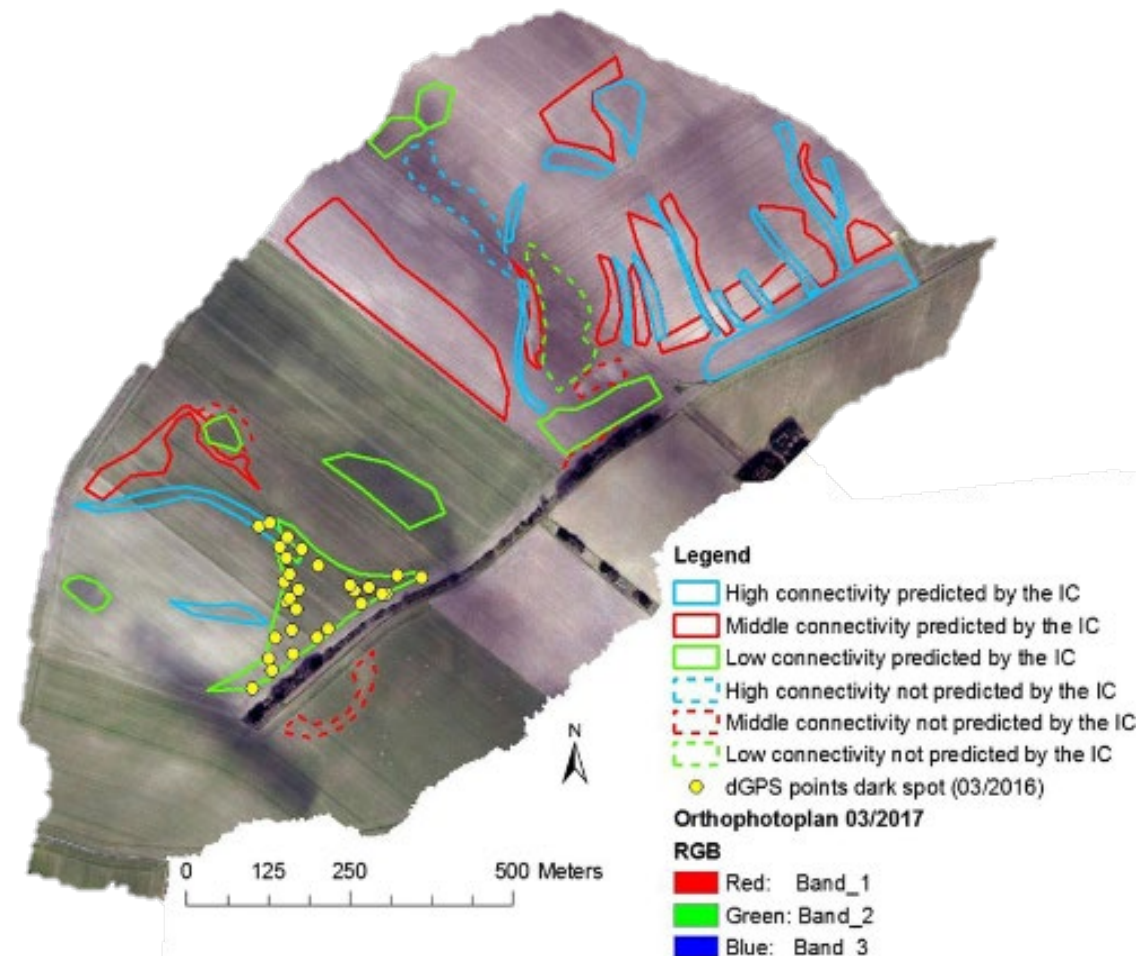 Legend
High connectivity predicted by the IC
Middle connectivity predicted by the IC
Low connectivity predicted by the IC
High connectivity not predicted by the IC
Middle connectivity not predicted by the IC
Low connectivity not predicted by the IC
dGPS points dark spot (03/2016)
Orthophotoplan 03/2017
RGB
Red: Band_1
Green: Band_2
Blue: Band_3
N
0 125 250 500 Meters